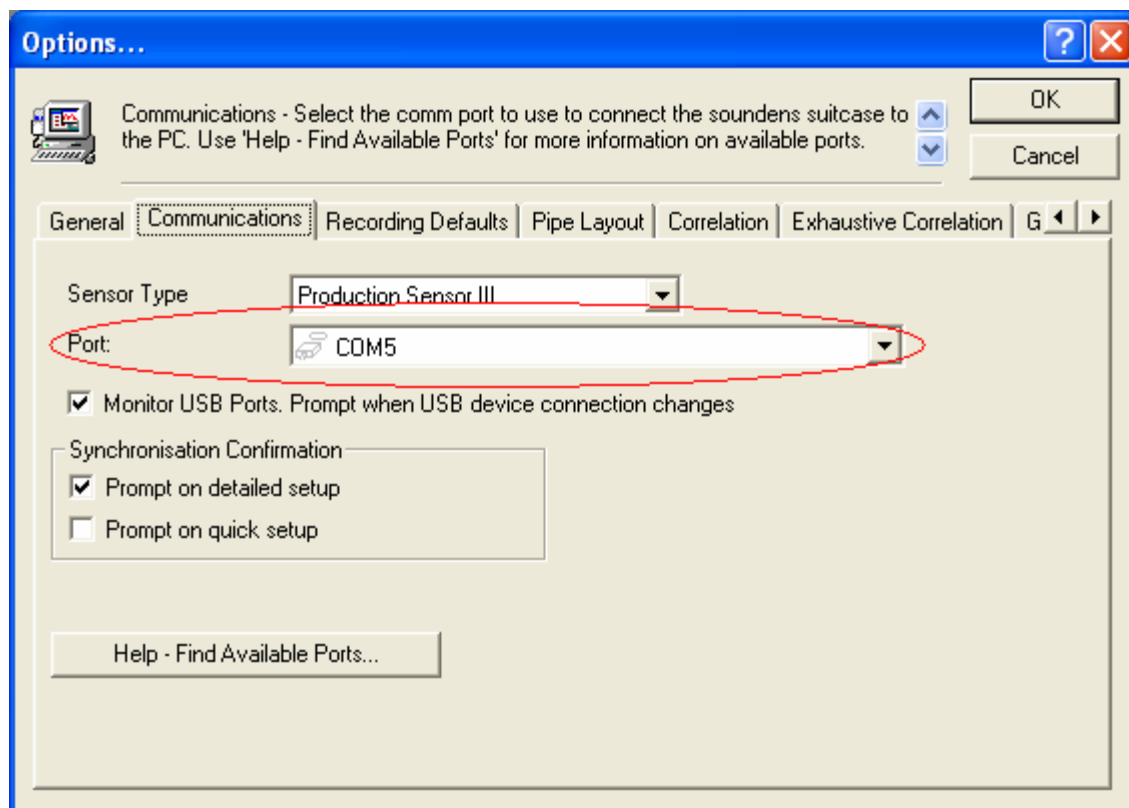 Options...
OK
Communications - Select the comm port to use to connect the soundens suitcase to
the PC. Use 'Help - Find Available Ports' for more information on available ports.
Cancel
General
Communications
Recording Defaults
Pipe Layout
Correlation
Exhaustive Correlation
G
Sensor Type
Production Sensor III
Port:
COM5
Monitor USB Ports. Prompt when USB device connection changes
Synchronisation Confirmation
Prompt on detailed setup
Prompt on quick setup
Help - Find Available Ports...